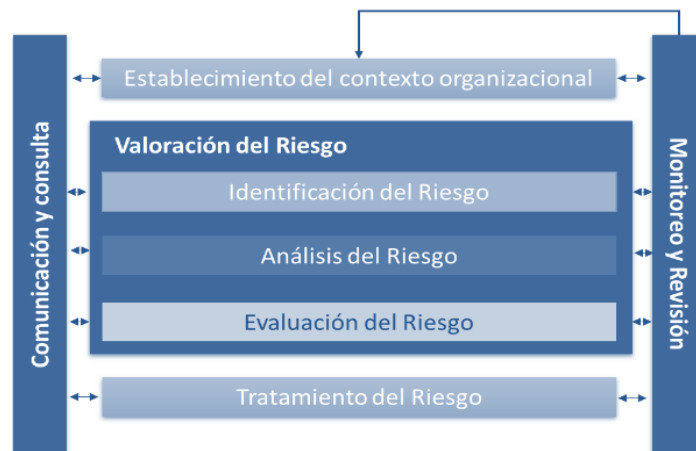 Establecimiento del contexto organizacional
Comunicación y consulta
Valoración del Riesgo
Identificación del Riesgo
Análisis del Riesgo
Evaluación del Riesgo
Tratamiento del Riesgo
Monitoreo y Revisión